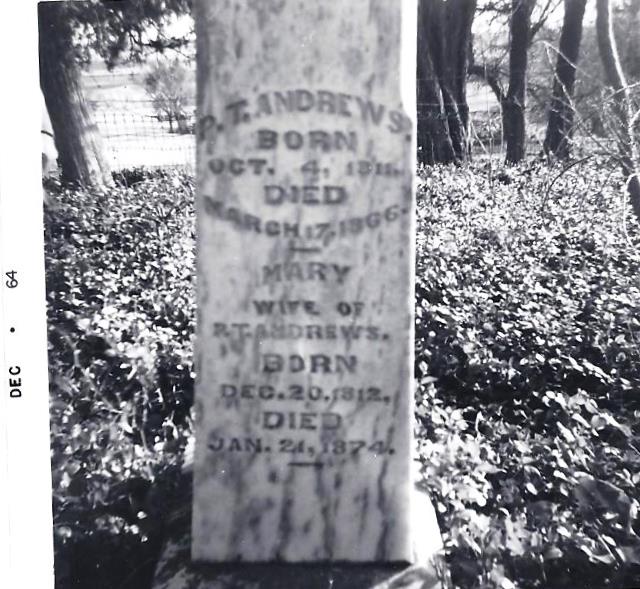 P. T. ANDREWS.
BORN
OCT. 4, 1811.
DIED
MARCH 17, 1866.
MARY
WIFE OF
P. T. ANDREWS.
BORN
DEC. 20, 1812.
DIED
JAN. 21, 1874.
DEC • 64